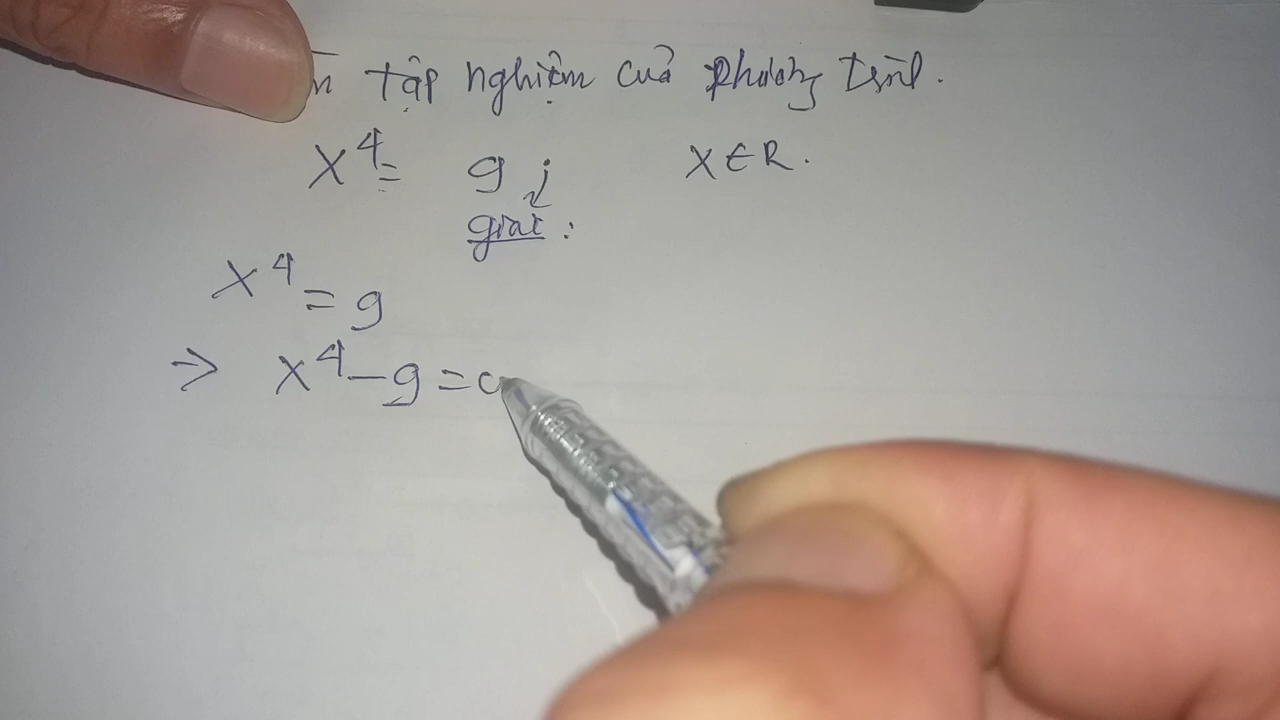 tập nghiệm của phương trình.
x⁴ = 9 ; x ∈ R.
giải :
x⁴ = 9
=> x⁴ - 9 = 0